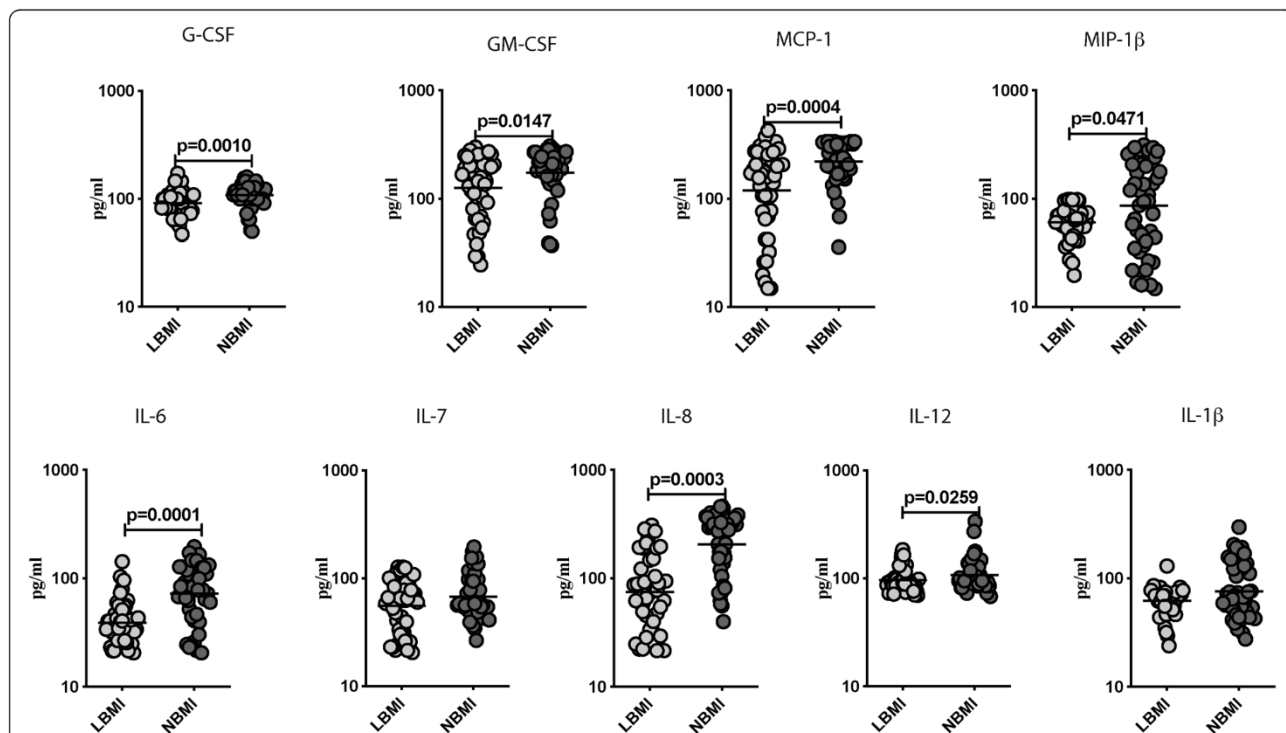 G-CSF
GM-CSF
MCP-1
MIP-1β
1000
p=0.0010
100
pg/ml
10
LBMI
NBMI
1000
p=0.0147
100
pg/ml
10
LBMI
NBMI
1000
p=0.0004
100
pg/ml
10
LBMI
NBMI
1000
p=0.0471
100
pg/ml
10
LBMI
NBMI
IL-6
IL-7
IL-8
IL-12
IL-1β
1000
p=0.0001
100
pg/ml
10
LBMI
NBMI
1000
100
pg/ml
10
LBMI
NBMI
1000
p=0.0003
100
pg/ml
10
LBMI
NBMI
1000
p=0.0259
100
pg/ml
10
LBMI
NBMI
1000
100
pg/ml
10
LBMI
NBMI